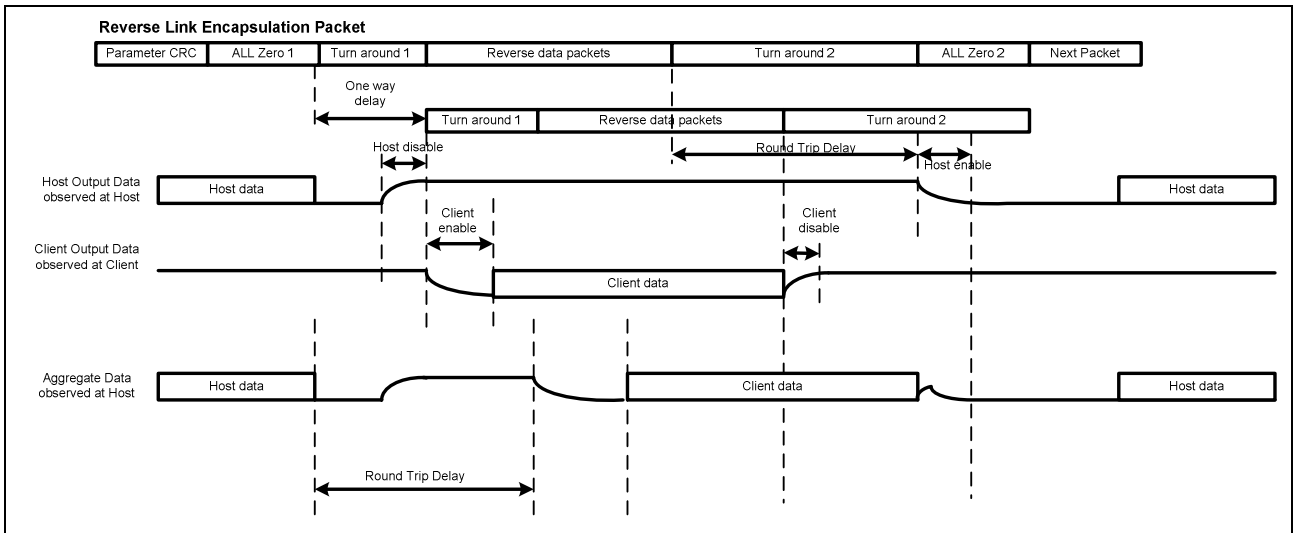 Reverse Link Encapsulation Packet
Parameter CRC
ALL Zero 1
Turn around 1
Reverse data packets
Turn around 2
ALL Zero 2
Next Packet
One way
delay
Turn around 1
Reverse data packets
Turn around 2
Host disable
Round Trip Delay
Host enable
Host Output Data
observed at Host
Host data
Host data
Client
enable
Client
disable
Client Output Data
observed at Client
Client data
Aggregate Data
observed at Host
Host data
Client data
Host data
Round Trip Delay